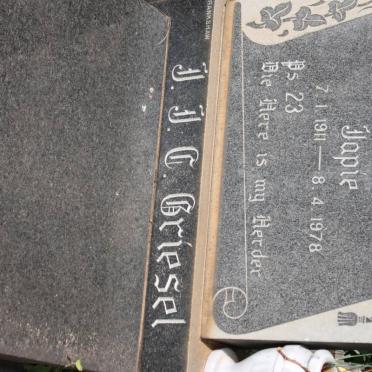 Japie
7. 1. 1911 — 8. 4. 1978
Ps 23
Die Here is my Herder
J. J. C. Griesel